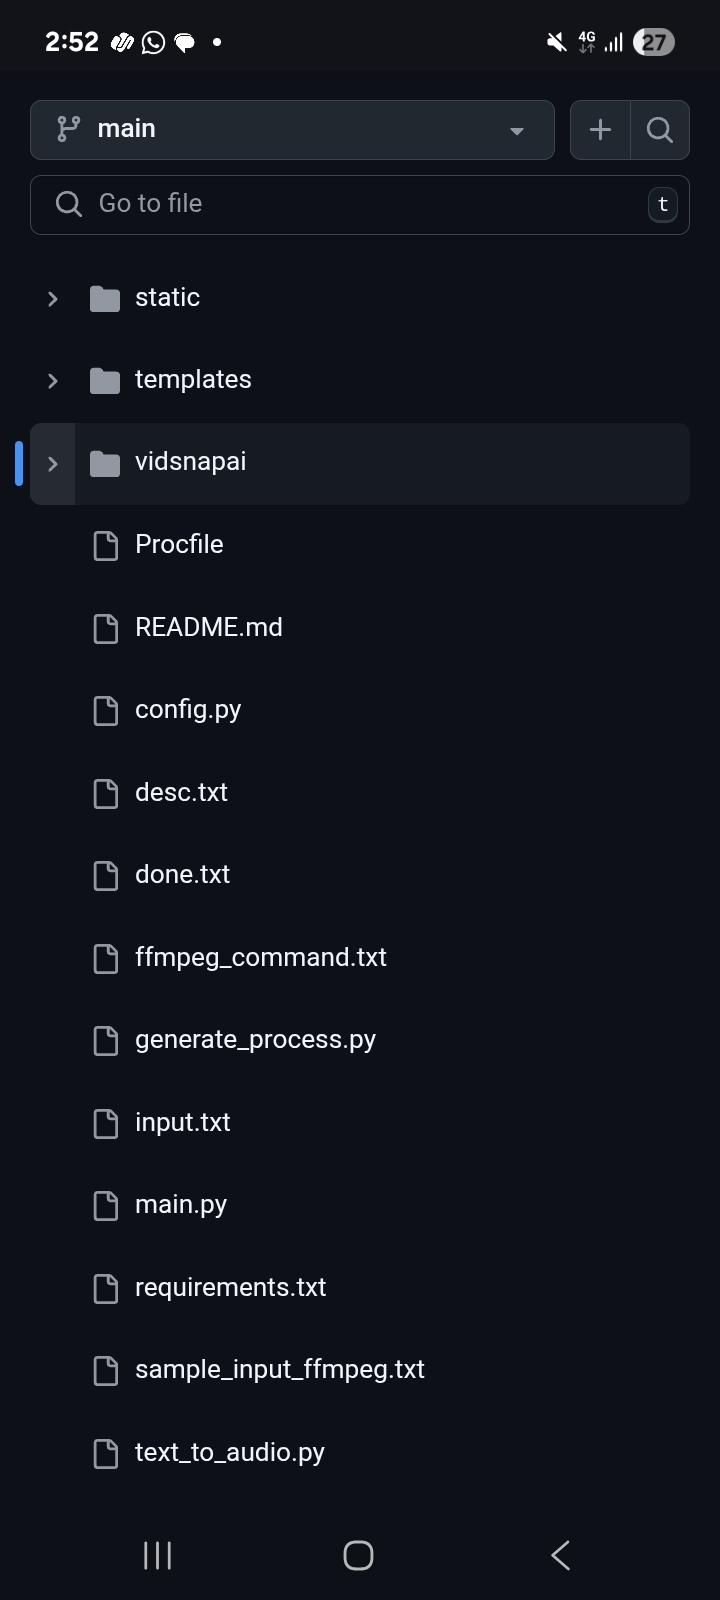 2:52
4G
27
main
Go to file
t
static
templates
vidsnapai
Procfile
README.md
config.py
desc.txt
done.txt
ffmpeg_command.txt
generate_process.py
input.txt
main.py
requirements.txt
sample_input_ffmpeg.txt
text_to_audio.py